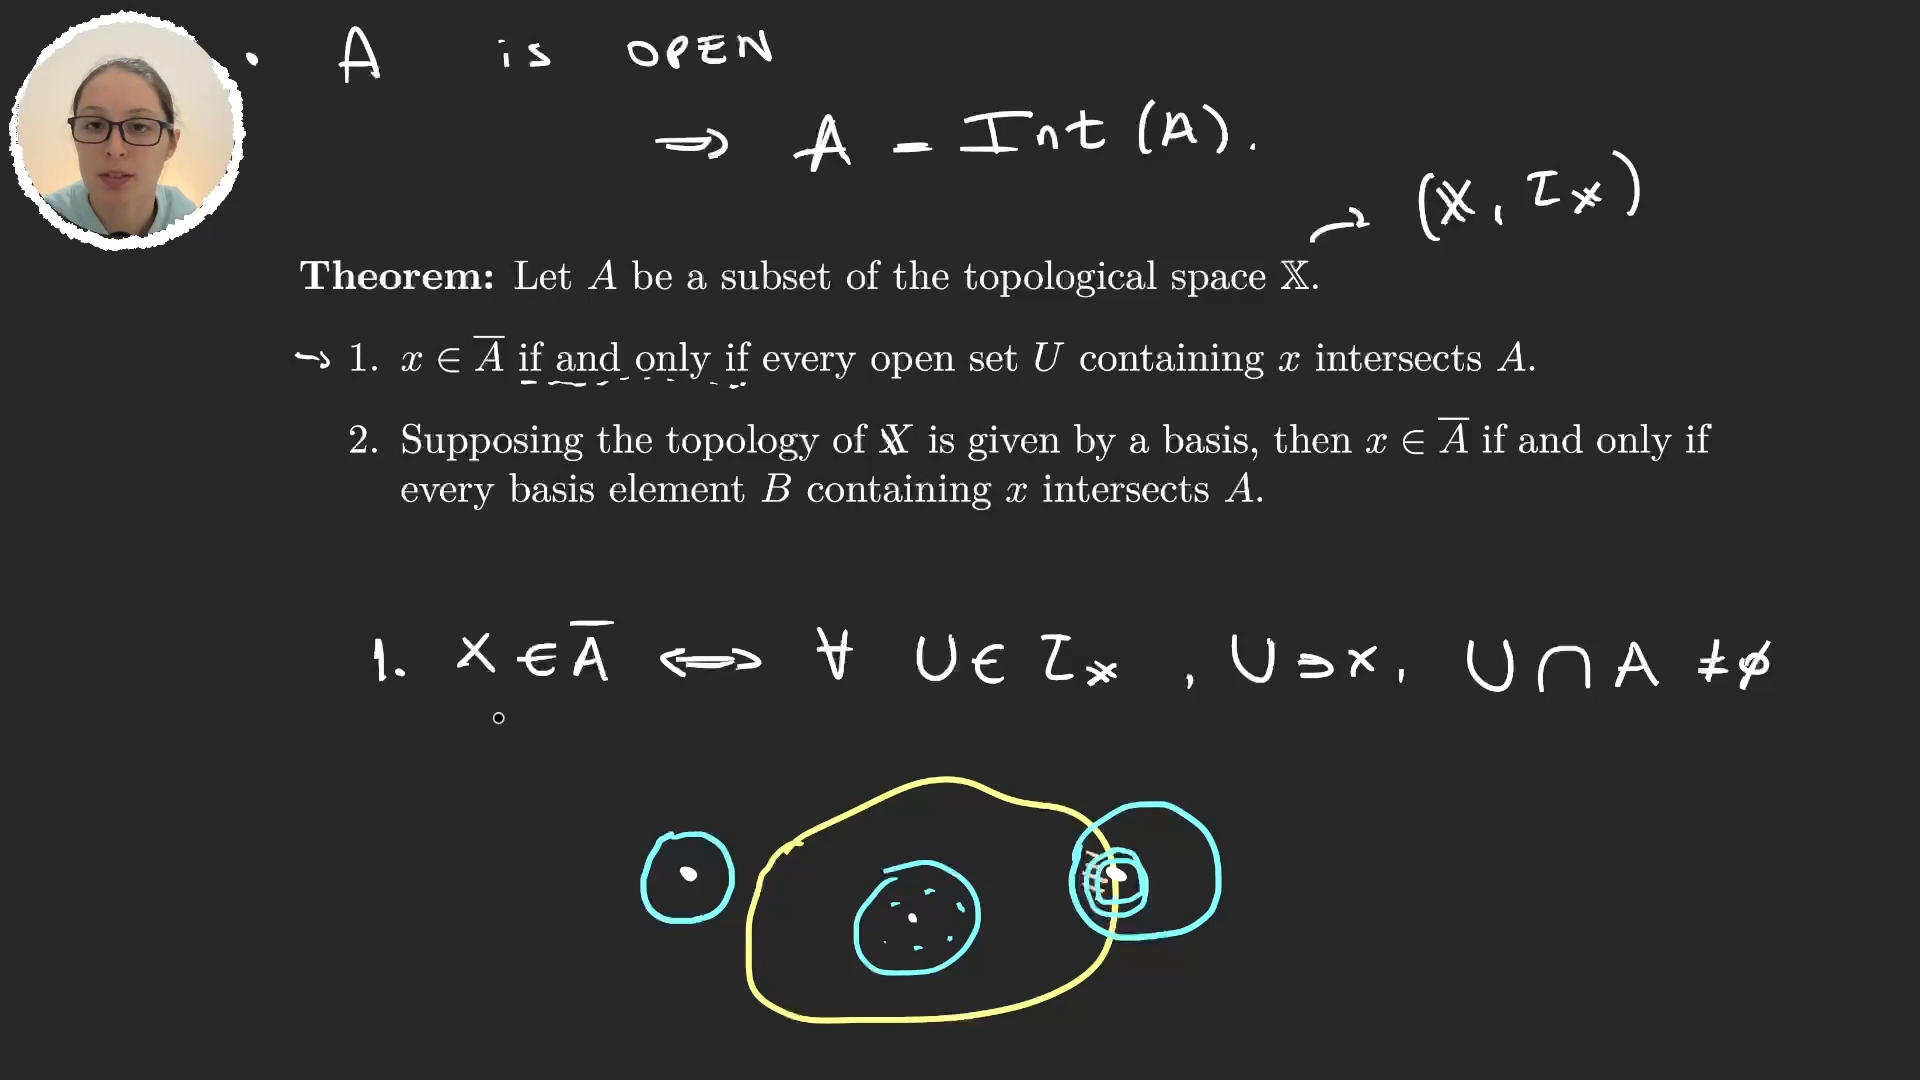 · A is OPEN
⇒ A = Int (A).
→ (𝕏, τ_𝕏)
Theorem: Let A be a subset of the topological space 𝕏.
→ 1. x ∈ A̅ if and only if every open set U containing x intersects A.
2. Supposing the topology of 𝕏 is given by a basis, then x ∈ A̅ if and only if
every basis element B containing x intersects A.
1. x ∈ A̅ ⟺ ∀ U ∈ τ_𝕏 , U ∋ x, U ∩ A ≠ ∅